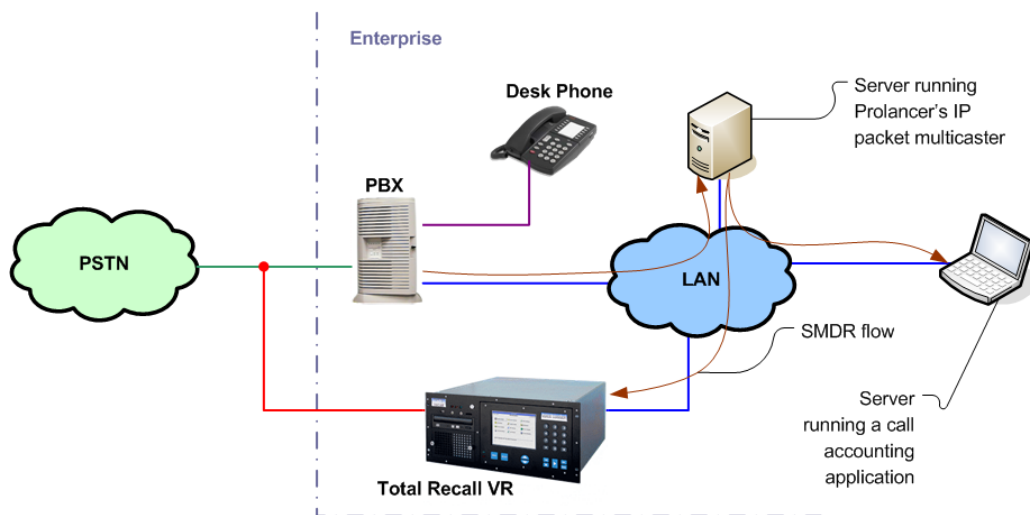 Enterprise
Desk Phone
Server running
Prolancer's IP
packet multicaster
PBX
PSTN
LAN
SMDR flow
Server
running a call
accounting
application
Total Recall VR